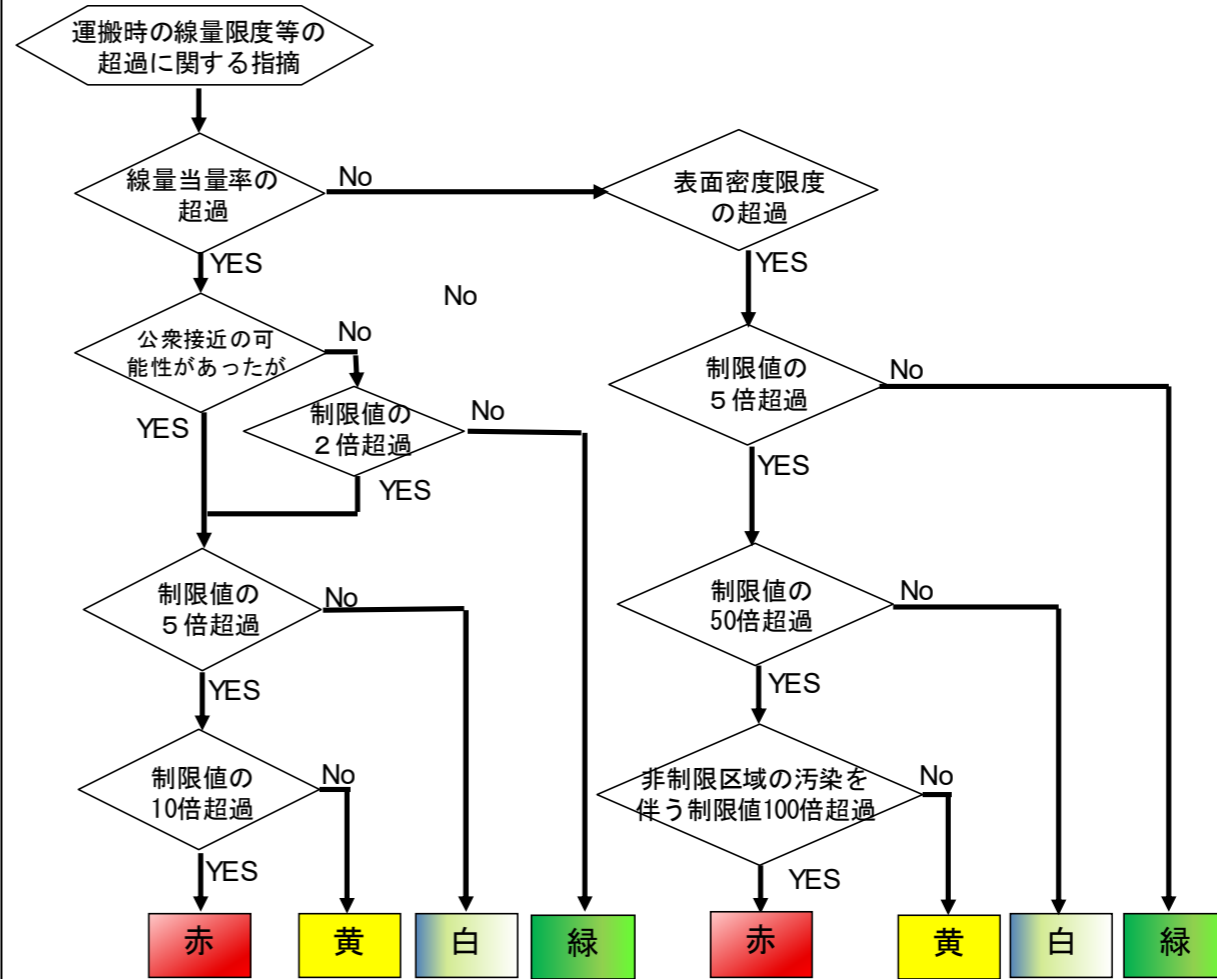 運搬時の線量限度等の
超過に関する指摘
線量当量率の
超過
No
表面密度限度
の超過
YES
YES
No
公衆接近の可
能性があったが
No
YES
制限値の
２倍超過
No
YES
制限値の
５倍超過
No
YES
制限値の
５倍超過
No
YES
制限値の
50倍超過
No
YES
制限値の
10倍超過
No
YES
非制限区域の汚染を
伴う制限値100倍超過
No
YES
赤
黄
白
緑
赤
黄
白
緑